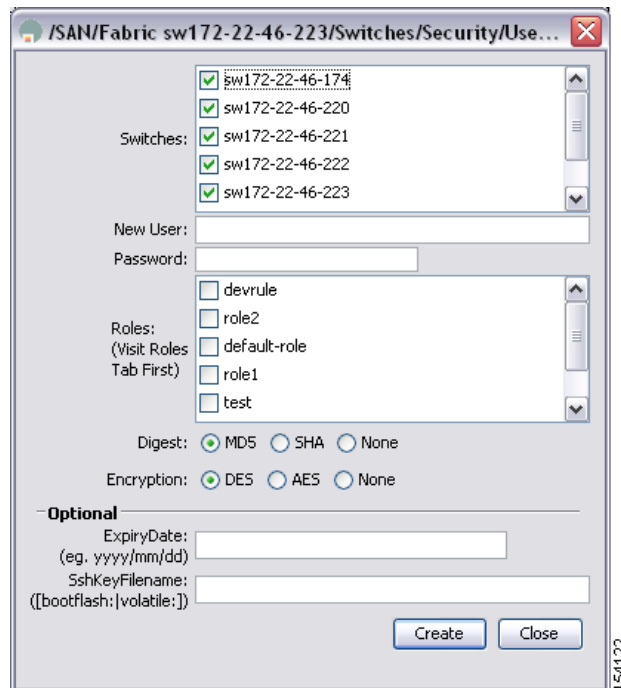 /SAN/Fabric sw172-22-46-223/Switches/Security/Use...
Switches:
sw172-22-46-174
sw172-22-46-220
sw172-22-46-221
sw172-22-46-222
sw172-22-46-223
New User:
Password:
Roles:
(Visit Roles
Tab First)
devrule
role2
default-role
role1
test
Digest: MD5 SHA None
Encryption: DES AES None
Optional
ExpiryDate:
(eg. yyyy/mm/dd)
SshKeyFilename:
([bootflash:|volatile:])
Create Close
154122